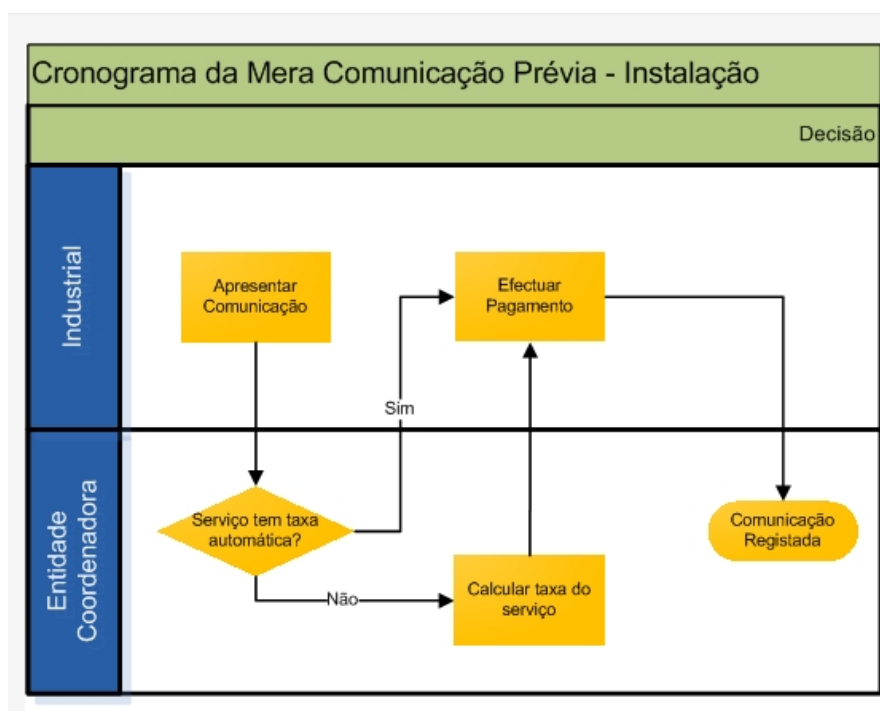 Cronograma da Mera Comunicação Prévia - Instalação
Decisão
Industrial
Apresentar
Comunicação
Efectuar
Pagamento
Sim
Entidade
Coordenadora
Serviço tem taxa
automática?
Não
Calcular taxa do
serviço
Comunicação
Registada